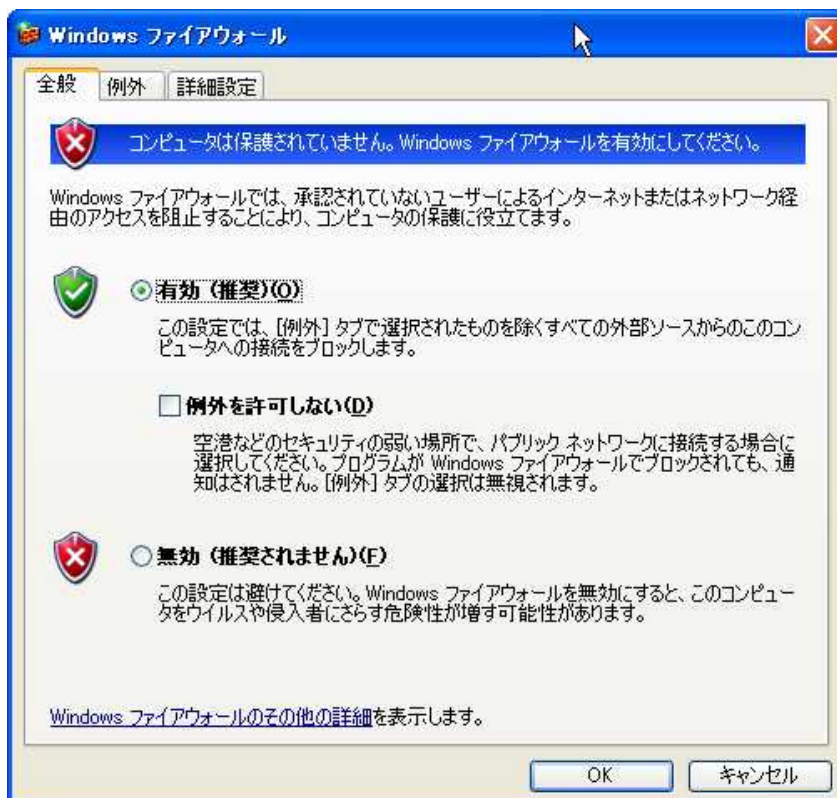 Windows ファイアウォール
全般 例外 詳細設定
コンピュータは保護されていません。Windows ファイアウォールを有効にしてください。
Windows ファイアウォールでは、承認されていないユーザーによるインターネットまたはネットワーク経
由のアクセスを阻止することにより、コンピュータの保護に役立てます。
有効 (推奨)(O)
この設定では、[例外] タブで選択されたものを除くすべての外部ソースからのこのコン
ピュータへの接続をブロックします。
例外を許可しない(D)
空港などのセキュリティの弱い場所で、パブリック ネットワークに接続する場合に
選択してください。プログラムが Windows ファイアウォールでブロックされても、通
知はされません。[例外] タブの選択は無視されます。
無効 (推奨されません)(F)
この設定は避けてください。Windows ファイアウォールを無効にすると、このコンピュー
タをウイルスや侵入者にさらす危険性が増す可能性があります。
Windows ファイアウォールのその他の詳細を表示します。
OK キャンセル